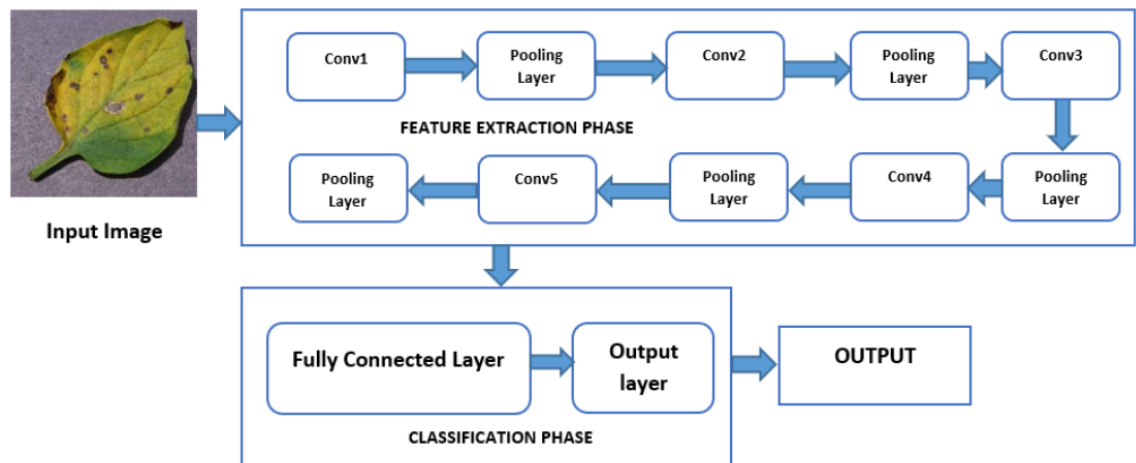 Input Image
Conv1
Pooling
Layer
Conv2
Pooling
Layer
Conv3
FEATURE EXTRACTION PHASE
Pooling
Layer
Conv4
Pooling
Layer
Conv5
Pooling
Layer
Fully Connected Layer
Output
layer
CLASSIFICATION PHASE
OUTPUT